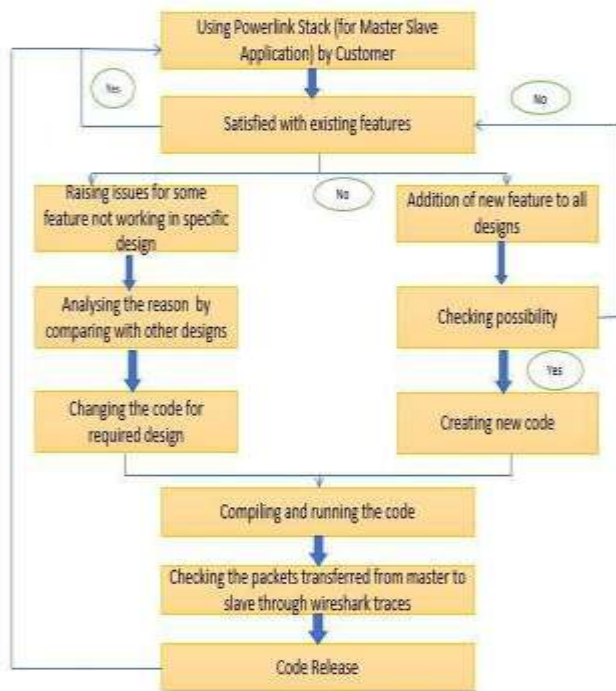 Using Powerlink Stack (for Master Slave
Application) by Customer
Yes
No
Satisfied with existing features
Raising issues for some
feature not working in specific
design
No
Addition of new feature to all
designs
Analysing the reason by
comparing with other designs
Checking possibility
Yes
Changing the code for
required design
Creating new code
Compiling and running the code
Checking the packets transferred from master to
slave through wireshark traces
Code Release